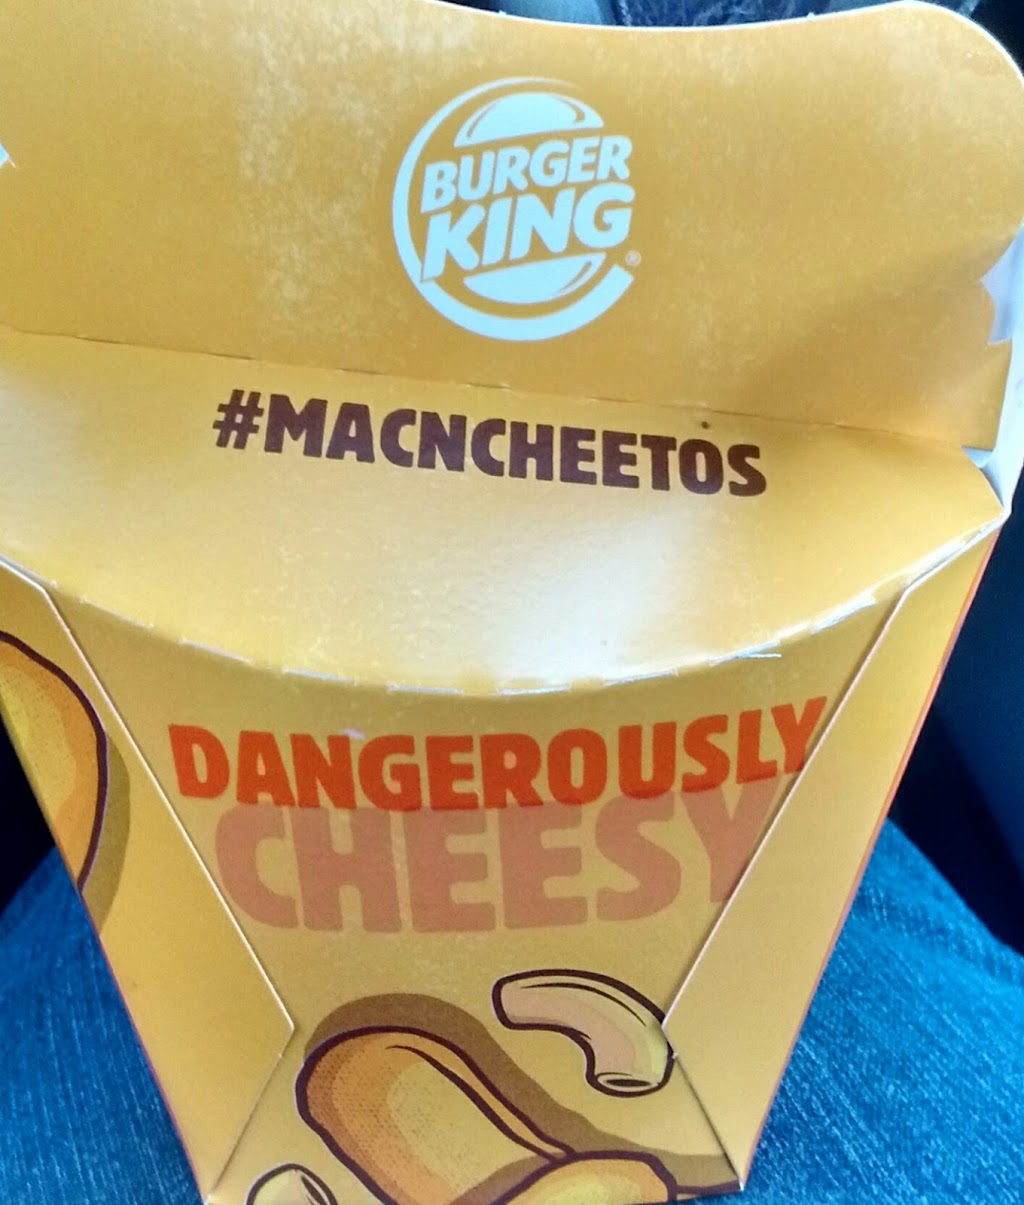 BURGER
KING®
#MACNCHEETOS
DANGEROUSLY
CHEESY